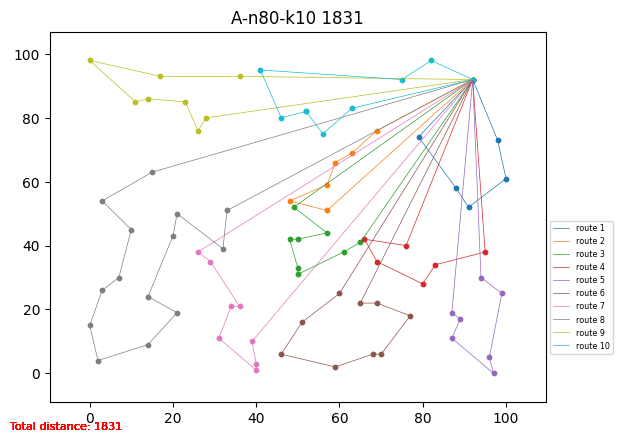 A-n80-k10 1831
100
80
60
40
20
0
0 20 40 60 80 100
route 1
route 2
route 3
route 4
route 5
route 6
route 7
route 8
route 9
route 10
Total distance: 1831